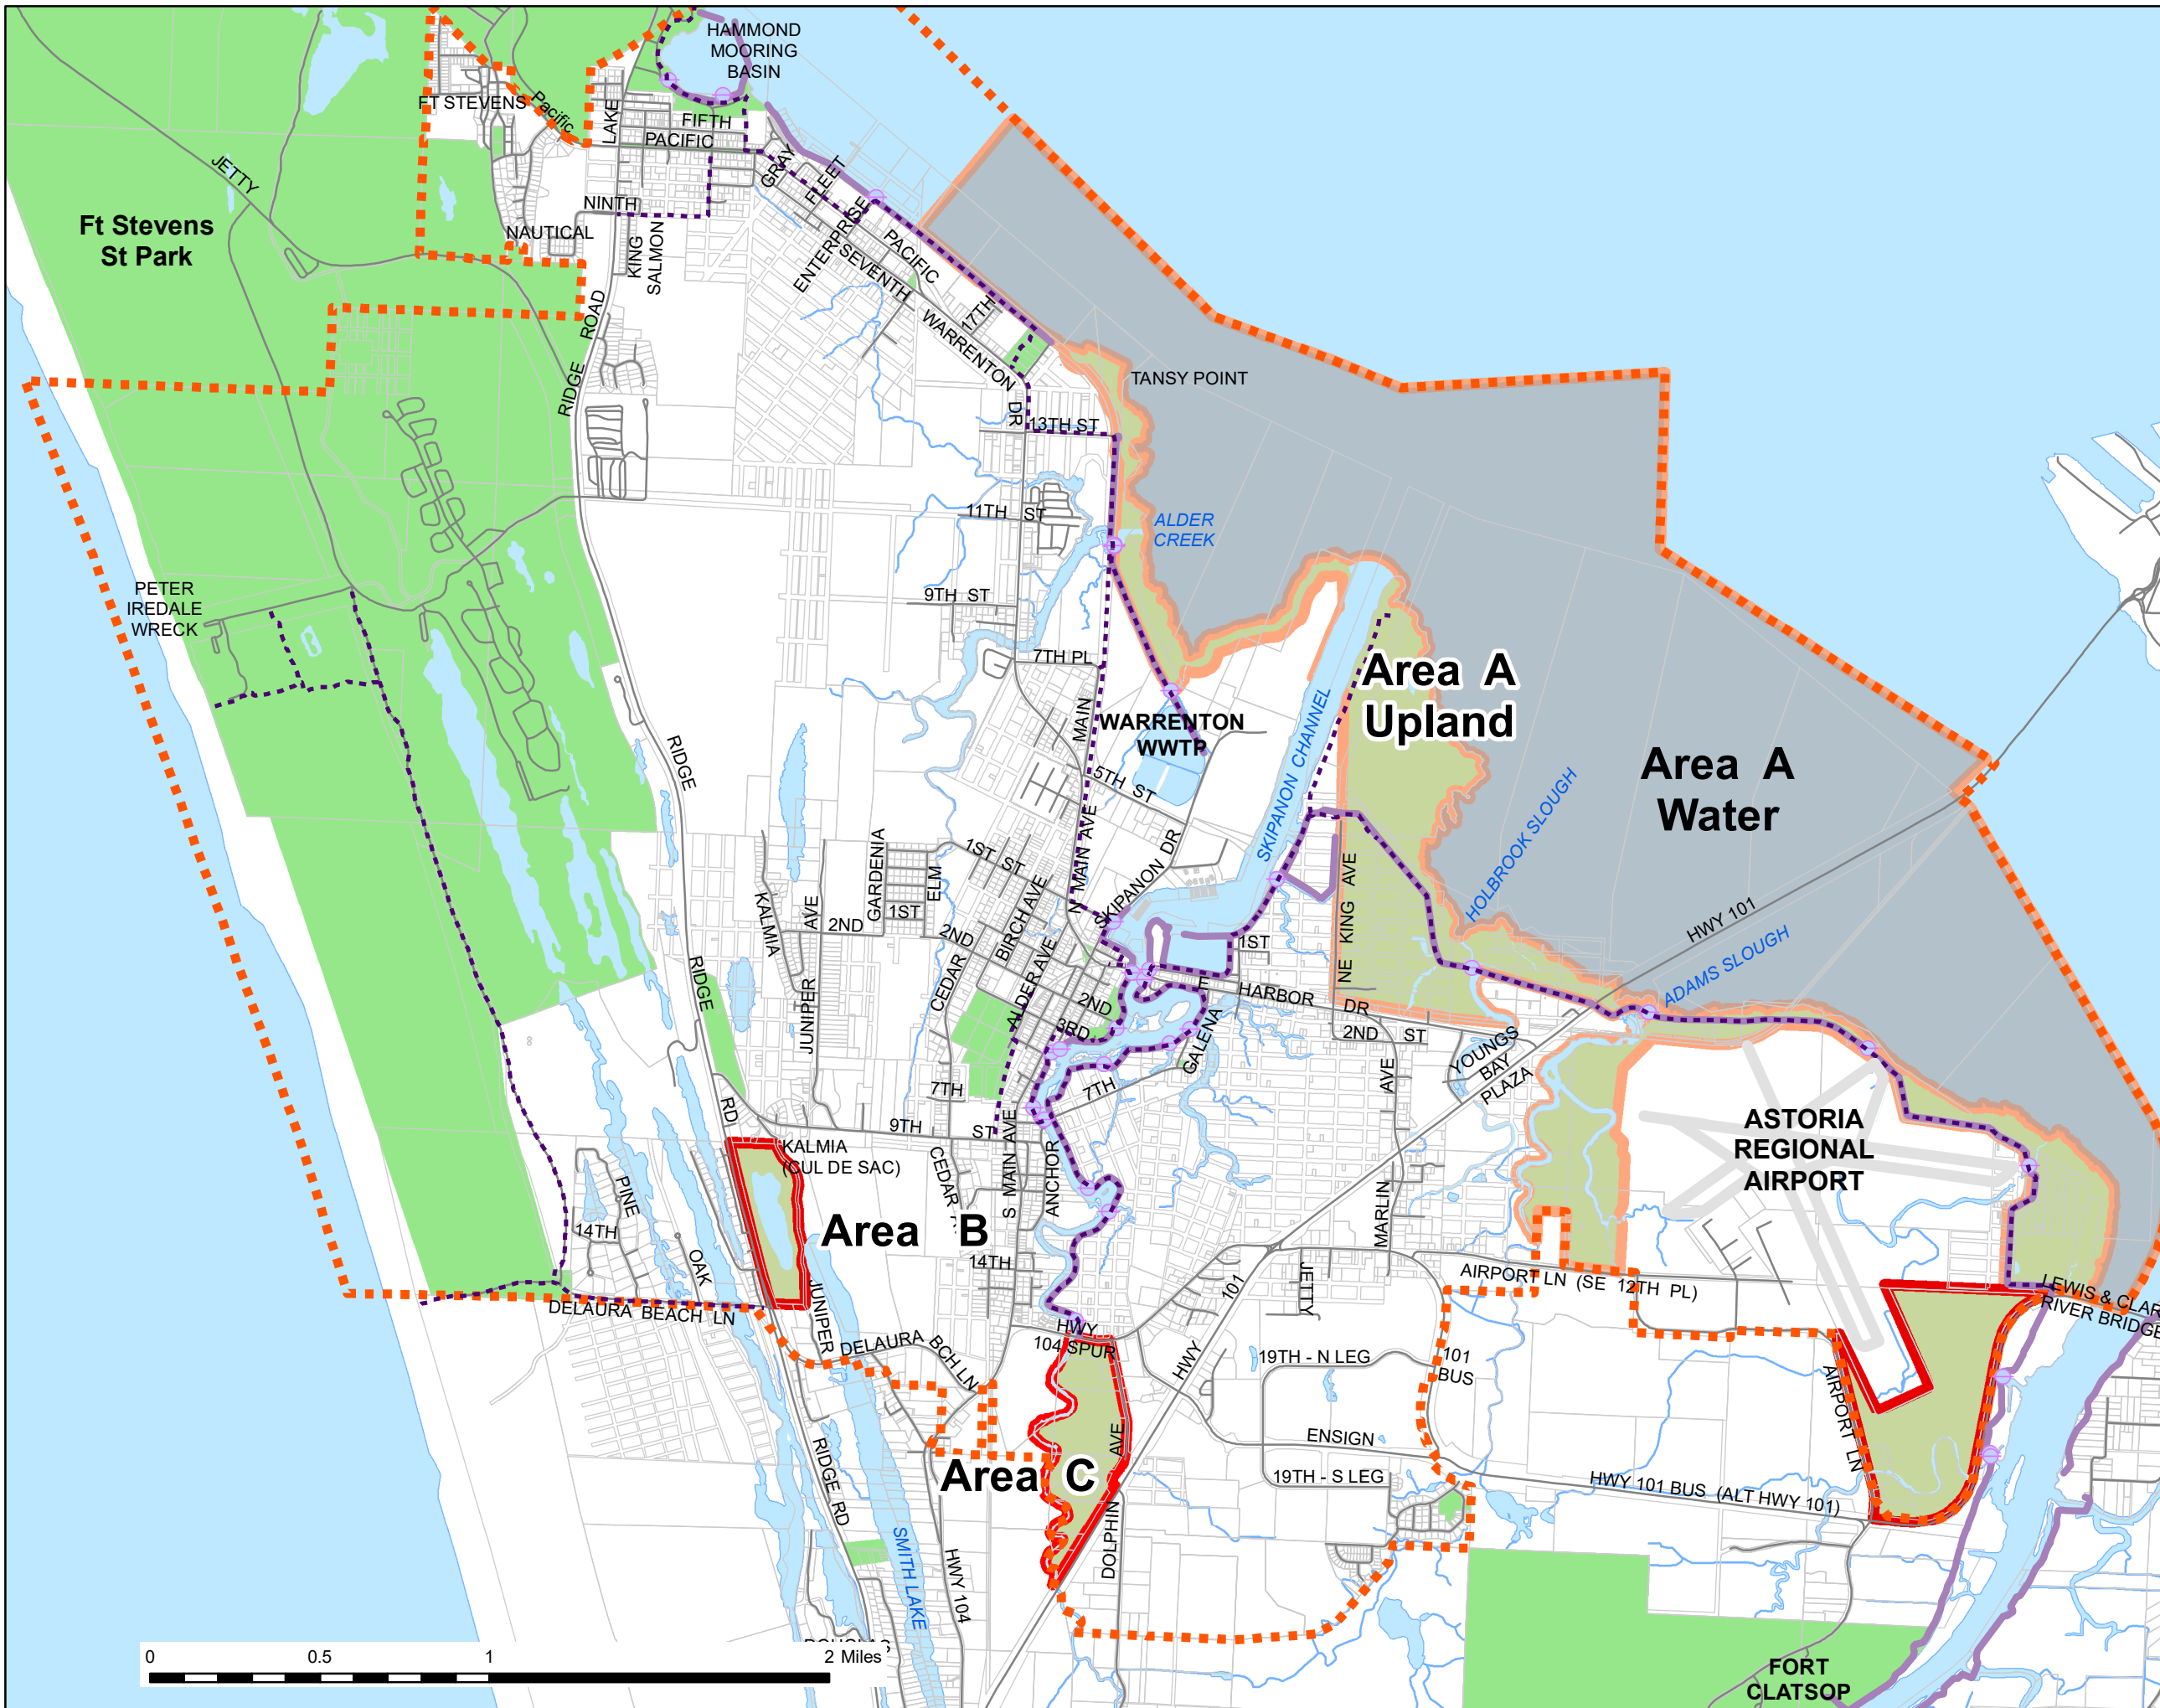 HAMMOND
MOORING
BASIN
FT STEVENS
Pacific
LAKE
FIFTH
PACIFIC
GRAY
FLEET
JETTY
Ft Stevens
St Park
NINTH
NAUTICAL
KING
SALMON
ENTERPRISE
PACIFIC
SEVENTH
RIDGE ROAD
17TH
WARRENTON
DR
TANSY POINT
13TH ST
11TH ST
ALDER
CREEK
PETER
IREDALE
WRECK
9TH ST
7TH PL
Area A
Upland
MAIN
WARRENTON
WWTP
SKIPANON CHANNEL
RIDGE
5TH ST
Area A
Water
HOLBROOK SLOUGH
N MAIN AVE
SKIPANON DR
1ST ST
GARDENIA
ELM
1ST
KALMIA
AVE
2ND
2ND
BIRCH AVE
NE KING AVE
HWY 101
ADAMS SLOUGH
RIDGE
CEDAR
ALDER AVE
1ST
E HARBOR DR
2ND
3RD
JUNIPER
2ND ST
GALENA
YOUNGS
BAY
PLAZA
7TH
7TH
AVE
RD
9TH ST
KALMIA
(CUL DE SAC)
ASTORIA
REGIONAL
AIRPORT
CEDAR
S MAIN AVE
ANCHOR
PINE
14TH
Area B
MARLIN
OAK
14TH
JUNIPER
AIRPORT LN (SE 12TH PL)
JETTY
101
LEWIS & CLAR
RIVER BRIDGE
DELAURA BEACH LN
DELAURA
BCH LN
HWY
104 SPUR
HWY
19TH - N LEG
101
BUS
AIRPORT LN
AVE
ENSIGN
Area C
19TH - S LEG
HWY 101 BUS (ALT HWY 101)
RIDGE RD
DOLPHIN
SMITH LAKE
HWY 104
DOUGLAS
0 0.5 1 2 Miles
FORT
CLATSOP